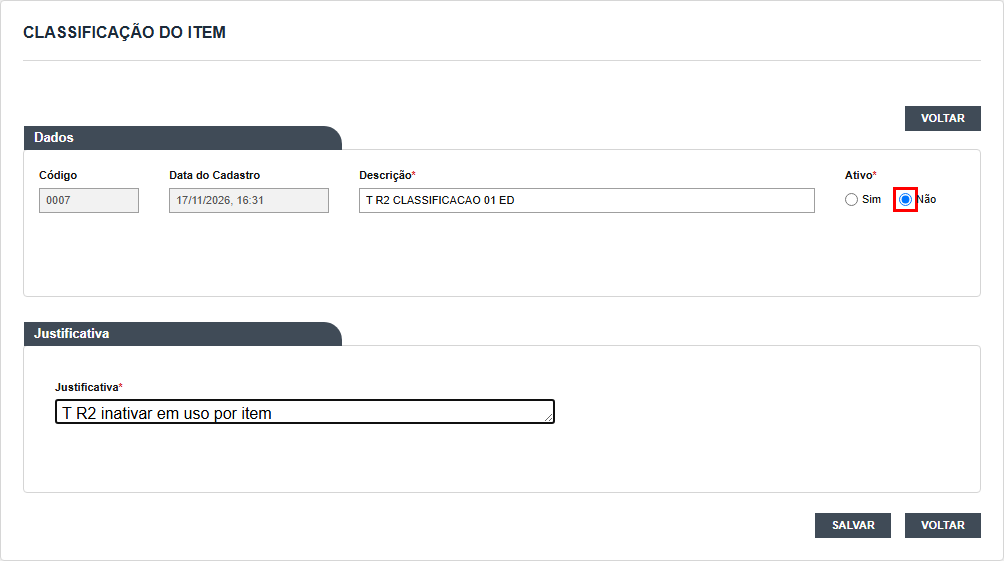 CLASSIFICAÇÃO DO ITEM
VOLTAR
Dados
Código
Data do Cadastro
Descrição*
Ativo*
0007
17/11/2026, 16:31
T R2 CLASSIFICACAO 01 ED
Sim
Não
Justificativa
Justificativa*
T R2 inativar em uso por item
SALVAR
VOLTAR